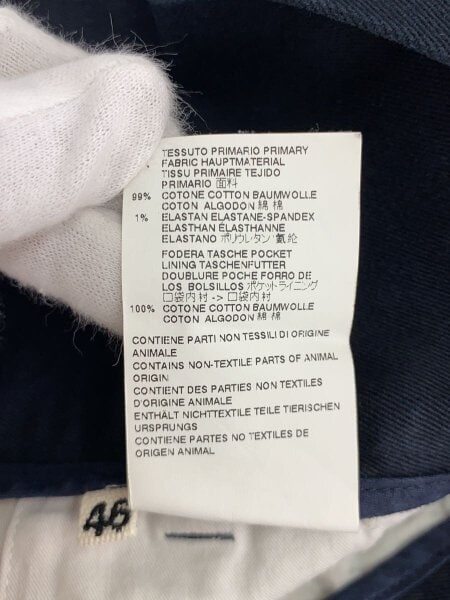 TESSUTO PRIMARIO PRIMARY
FABRIC HAUPTMATERIAL
TISSU PRIMAIRE TEJIDO
PRIMARIO 面料
99% COTONE COTTON BAUMWOLLE
COTON ALGODON 綿 棉
1% ELASTAN ELASTANE-SPANDEX
ELASTHAN ÉLASTHANNE
ELASTANO ポリウレタン 氨纶
FODERA TASCHE POCKET
LINING TASCHENFUTTER
DOUBLURE POCHE FORRO DE
LOS BOLSILLOS ポケットライニング
口袋内衬 -> 口袋内衬
100% COTONE COTTON BAUMWOLLE
COTON ALGODON 綿 棉
CONTIENE PARTI NON TESSILI DI ORIGINE
ANIMALE
CONTAINS NON-TEXTILE PARTS OF ANIMAL
ORIGIN
CONTIENT DES PARTIES NON TEXTILES
D'ORIGINE ANIMALE
ENTHÄLT NICHTTEXTILE TEILE TIERISCHEN
URSPRUNGS
CONTIENE PARTES NO TEXTILES DE
ORIGEN ANIMAL
46